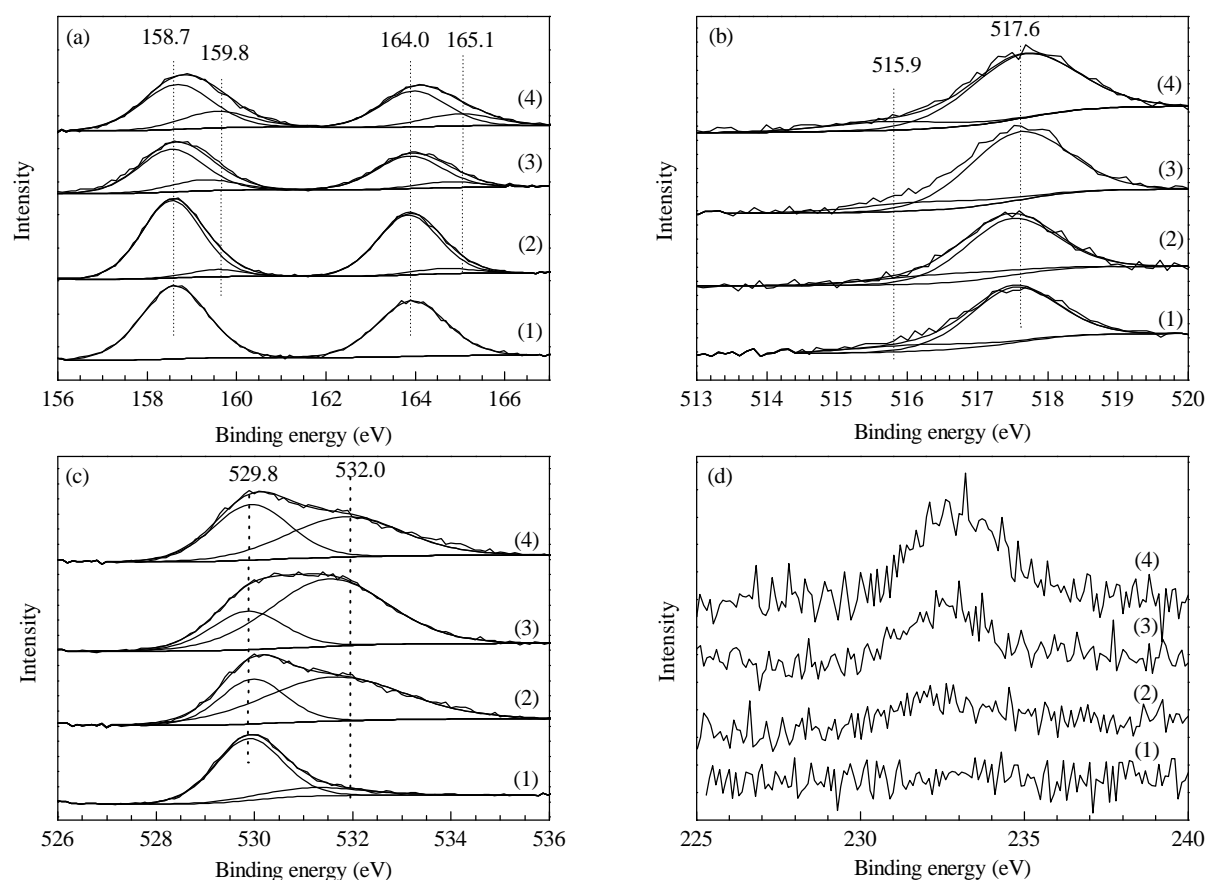 (a)
158.7
159.8
164.0
165.1
(4)
(3)
(2)
(1)
Intensity
156 158 160 162 164 166
Binding energy (eV)
(b)
515.9
517.6
(4)
(3)
(2)
(1)
Intensity
513 514 515 516 517 518 519 520
Binding energy (eV)
(c)
529.8
532.0
(4)
(3)
(2)
(1)
Intensity
526 528 530 532 534 536
Binding energy (eV)
(d)
(4)
(3)
(2)
(1)
Intensity
225 230 235 240
Binding energy (eV)